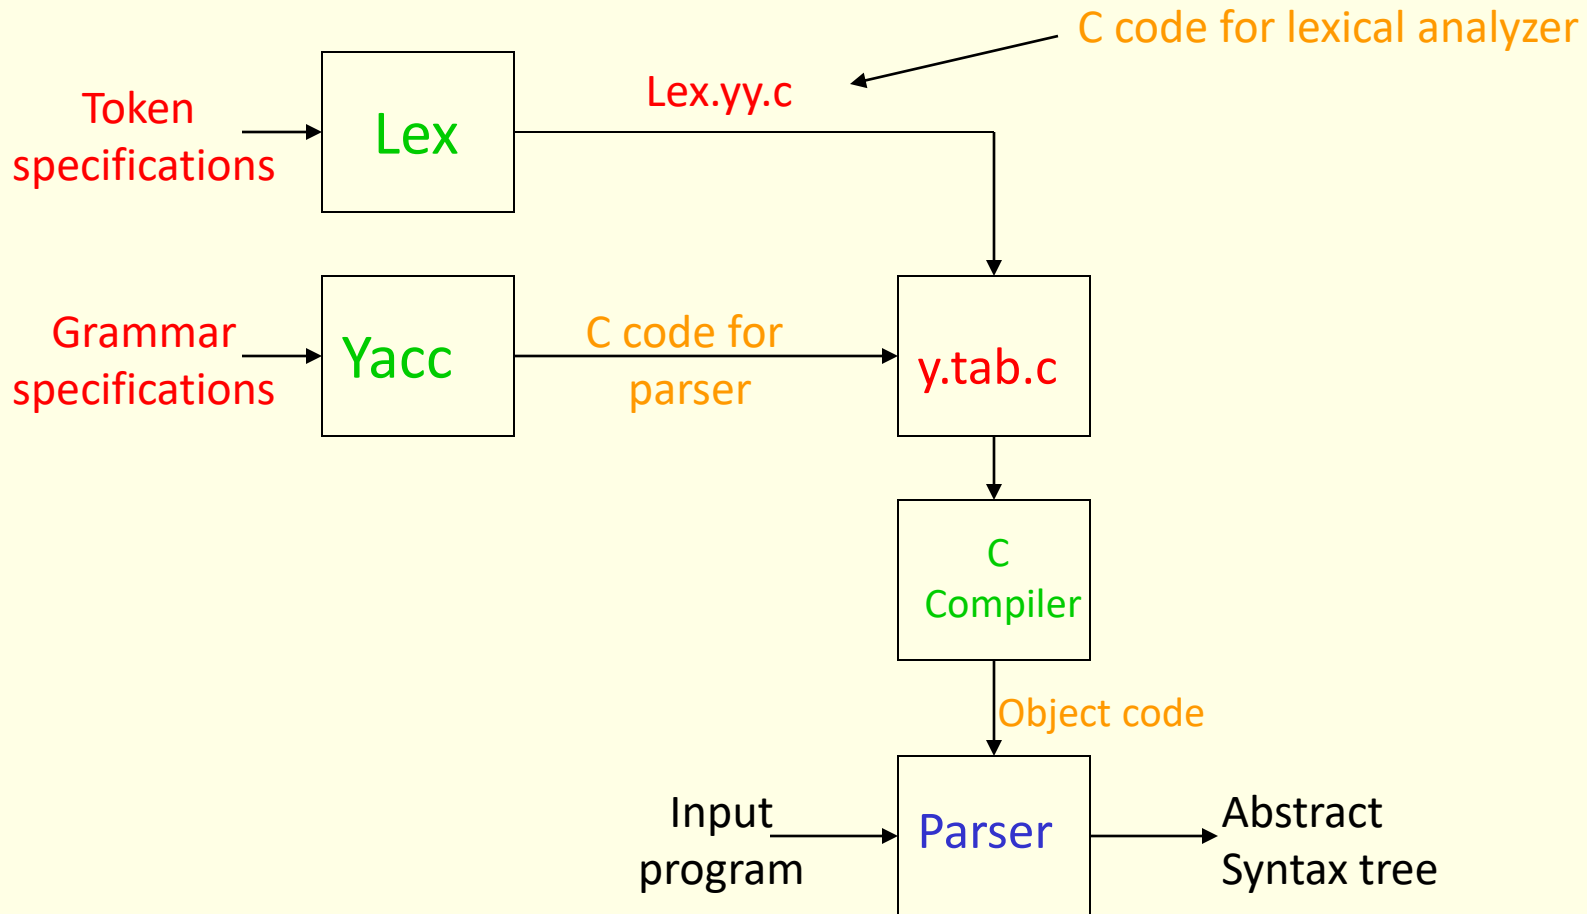 C code for lexical analyzer
Token
specifications
Lex
Lex.yy.c
Grammar
specifications
Yacc
C code for
parser
y.tab.c
C
Compiler
Object code
Input
program
Parser
Abstract
Syntax tree